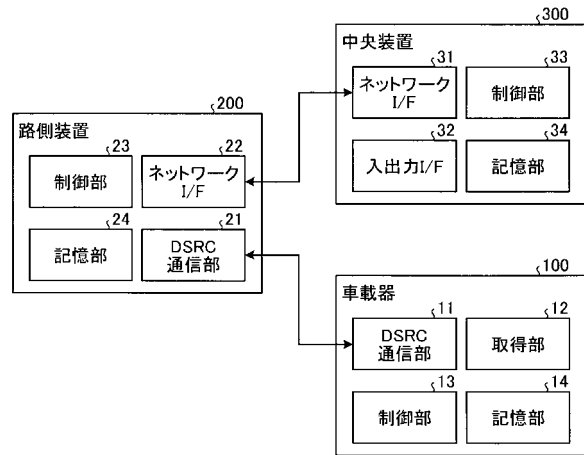 300
中央装置
31
ネットワーク
I/F
33
制御部
32
入出力I/F
34
記憶部
200
路側装置
23
制御部
22
ネットワーク
I/F
24
記憶部
21
DSRC
通信部
100
車載器
11
DSRC
通信部
12
取得部
13
制御部
14
記憶部